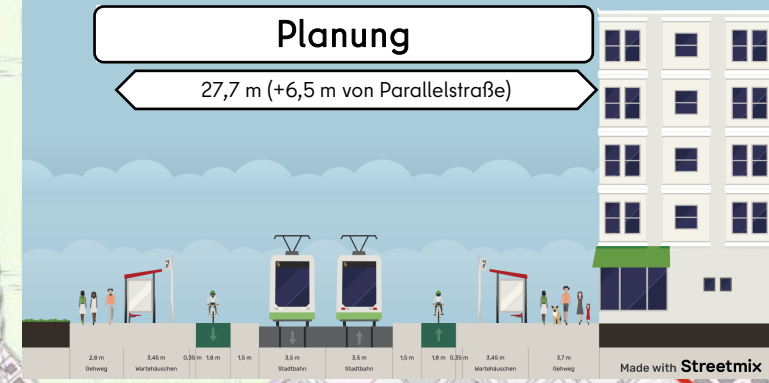 Planung
27,7 m (+6,5 m von Parallelstraße)
2,8 m 3,45 m 0,35 m 1,8 m 1,5 m 3,5 m 3,5 m 1,5 m 1,8 m 0,35 m 3,45 m 3,7 m
Gehweg Wartehäuschen Stadtbahn Stadtbahn Wartehäuschen Gehweg
Made with Streetmix